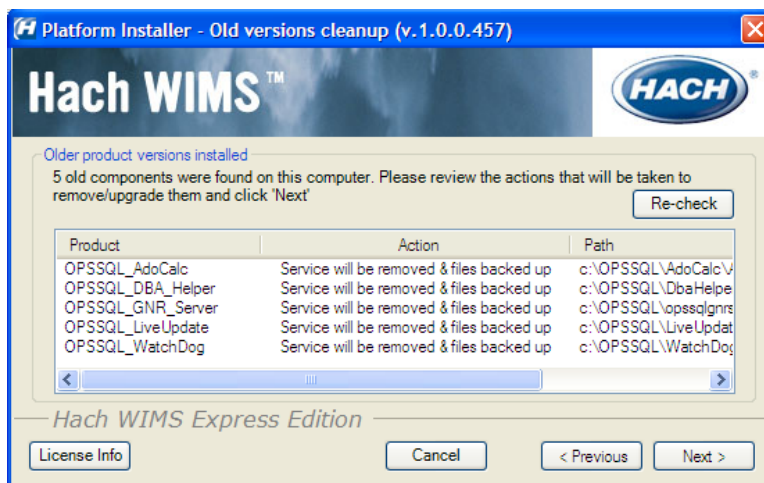 Platform Installer - Old versions cleanup (v.1.0.0.457)
Hach WIMS™
HACH®
Older product versions installed
5 old components were found on this computer. Please review the actions that will be taken to
remove/upgrade them and click 'Next'
Re-check
Product Action Path
OPSSQL_AdoCalc Service will be removed & files backed up c:\OPSSQL\AdoCalc\
OPSSQL_DBA_Helper Service will be removed & files backed up c:\OPSSQL\DbaHelpe
OPSSQL_GNR_Server Service will be removed & files backed up c:\OPSSQL\opssqlgnrs
OPSSQL_LiveUpdate Service will be removed & files backed up c:\OPSSQL\LiveUpdat
OPSSQL_WatchDog Service will be removed & files backed up c:\OPSSQL\WatchDog
Hach WIMS Express Edition
License Info Cancel < Previous Next >